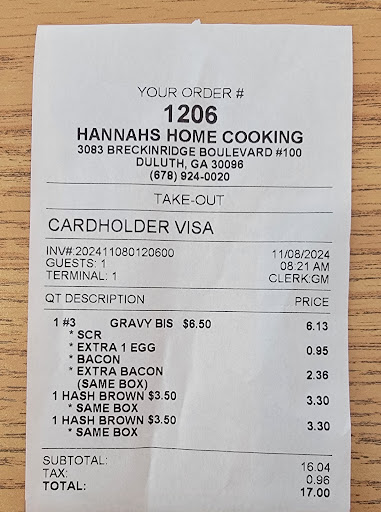 YOUR ORDER #
1206
HANNAHS HOME COOKING
3083 BRECKINRIDGE BOULEVARD #100
DULUTH, GA 30096
(678) 924-0020
TAKE-OUT
CARDHOLDER VISA
INV#:202411080120600 11/08/2024
GUESTS: 1 08:21 AM
TERMINAL: 1 CLERK:GM
QT DESCRIPTION PRICE
1 #3 GRAVY BIS $6.50 6.13
* SCR
* EXTRA 1 EGG 0.95
* BACON
* EXTRA BACON 2.36
(SAME BOX)
1 HASH BROWN $3.50 3.30
* SAME BOX
1 HASH BROWN $3.50 3.30
* SAME BOX
SUBTOTAL: 16.04
TAX: 0.96
TOTAL: 17.00